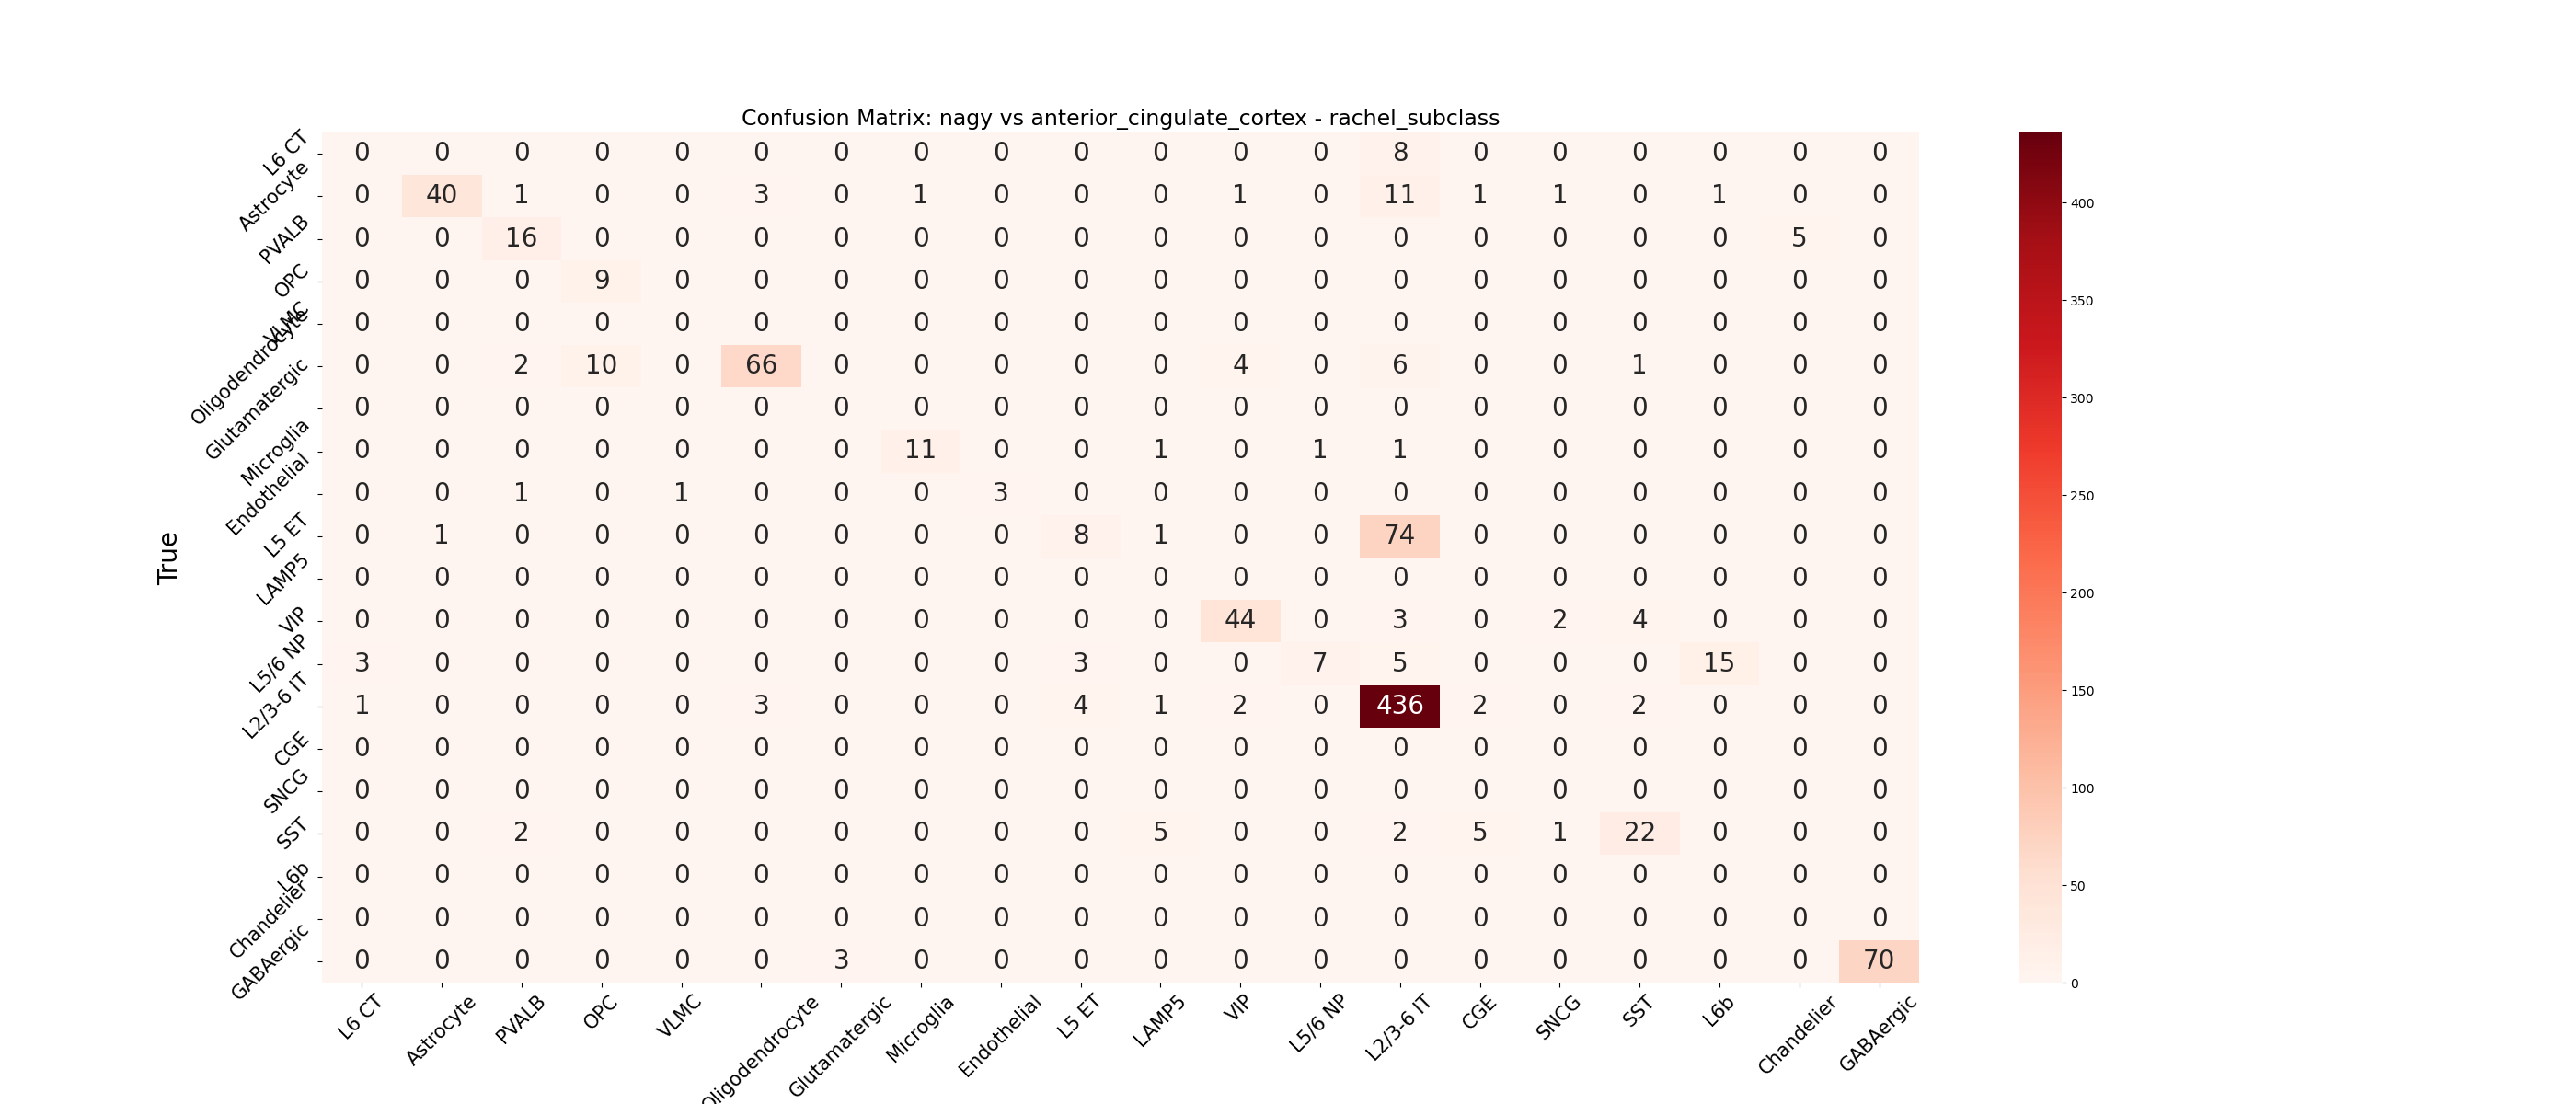 Confusion Matrix: nagy vs anterior_cingulate_cortex - rachel_subclass
True
L6 CT 0 0 0 0 0 0 0 0 0 0 0 0 0 8 0 0 0 0 0 0
Astrocyte 0 40 1 0 0 3 0 1 0 0 0 1 0 11 1 1 0 1 0 0
PVALB 0 0 16 0 0 0 0 0 0 0 0 0 0 0 0 0 0 0 5 0
OPC 0 0 0 9 0 0 0 0 0 0 0 0 0 0 0 0 0 0 0 0
VLMC 0 0 0 0 0 0 0 0 0 0 0 0 0 0 0 0 0 0 0 0
Oligodendrocyte 0 0 2 10 0 66 0 0 0 0 0 4 0 6 0 0 1 0 0 0
Glutamatergic 0 0 0 0 0 0 0 0 0 0 0 0 0 0 0 0 0 0 0 0
Microglia 0 0 0 0 0 0 0 11 0 0 1 0 1 1 0 0 0 0 0 0
Endothelial 0 0 1 0 1 0 0 0 3 0 0 0 0 0 0 0 0 0 0 0
L5 ET 0 1 0 0 0 0 0 0 0 8 1 0 0 74 0 0 0 0 0 0
LAMP5 0 0 0 0 0 0 0 0 0 0 0 0 0 0 0 0 0 0 0 0
VIP 0 0 0 0 0 0 0 0 0 0 0 44 0 3 0 2 4 0 0 0
L5/6 NP 3 0 0 0 0 0 0 0 0 3 0 0 7 5 0 0 0 15 0 0
L2/3-6 IT 1 0 0 0 0 3 0 0 0 4 1 2 0 436 2 0 2 0 0 0
CGE 0 0 0 0 0 0 0 0 0 0 0 0 0 0 0 0 0 0 0 0
SNCG 0 0 0 0 0 0 0 0 0 0 0 0 0 0 0 0 0 0 0 0
SST 0 0 2 0 0 0 0 0 0 0 5 0 0 2 5 1 22 0 0 0
L6b 0 0 0 0 0 0 0 0 0 0 0 0 0 0 0 0 0 0 0 0
Chandelier 0 0 0 0 0 0 0 0 0 0 0 0 0 0 0 0 0 0 0 0
GABAergic 0 0 0 0 0 0 3 0 0 0 0 0 0 0 0 0 0 0 0 70
L6 CT Astrocyte PVALB OPC VLMC Oligodendrocyte Glutamatergic Microglia Endothelial L5 ET LAMP5 VIP L5/6 NP L2/3-6 IT CGE SNCG SST L6b Chandelier GABAergic
400
350
300
250
200
150
100
50
0